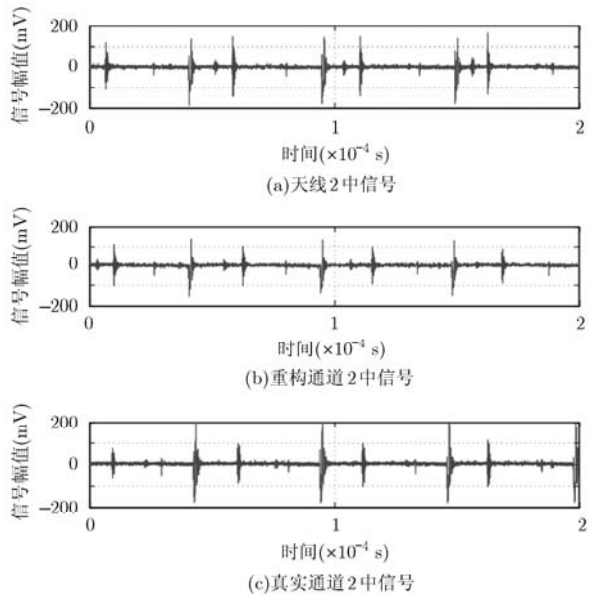 200
0
−200
信号幅值(mV)
0
1
2
时间(×10⁻⁴ s)
(a)天线2中信号
200
0
−200
信号幅值(mV)
0
1
2
时间(×10⁻⁴ s)
(b)重构通道2中信号
200
0
−200
信号幅值(mV)
0
1
2
时间(×10⁻⁴ s)
(c)真实通道2中信号